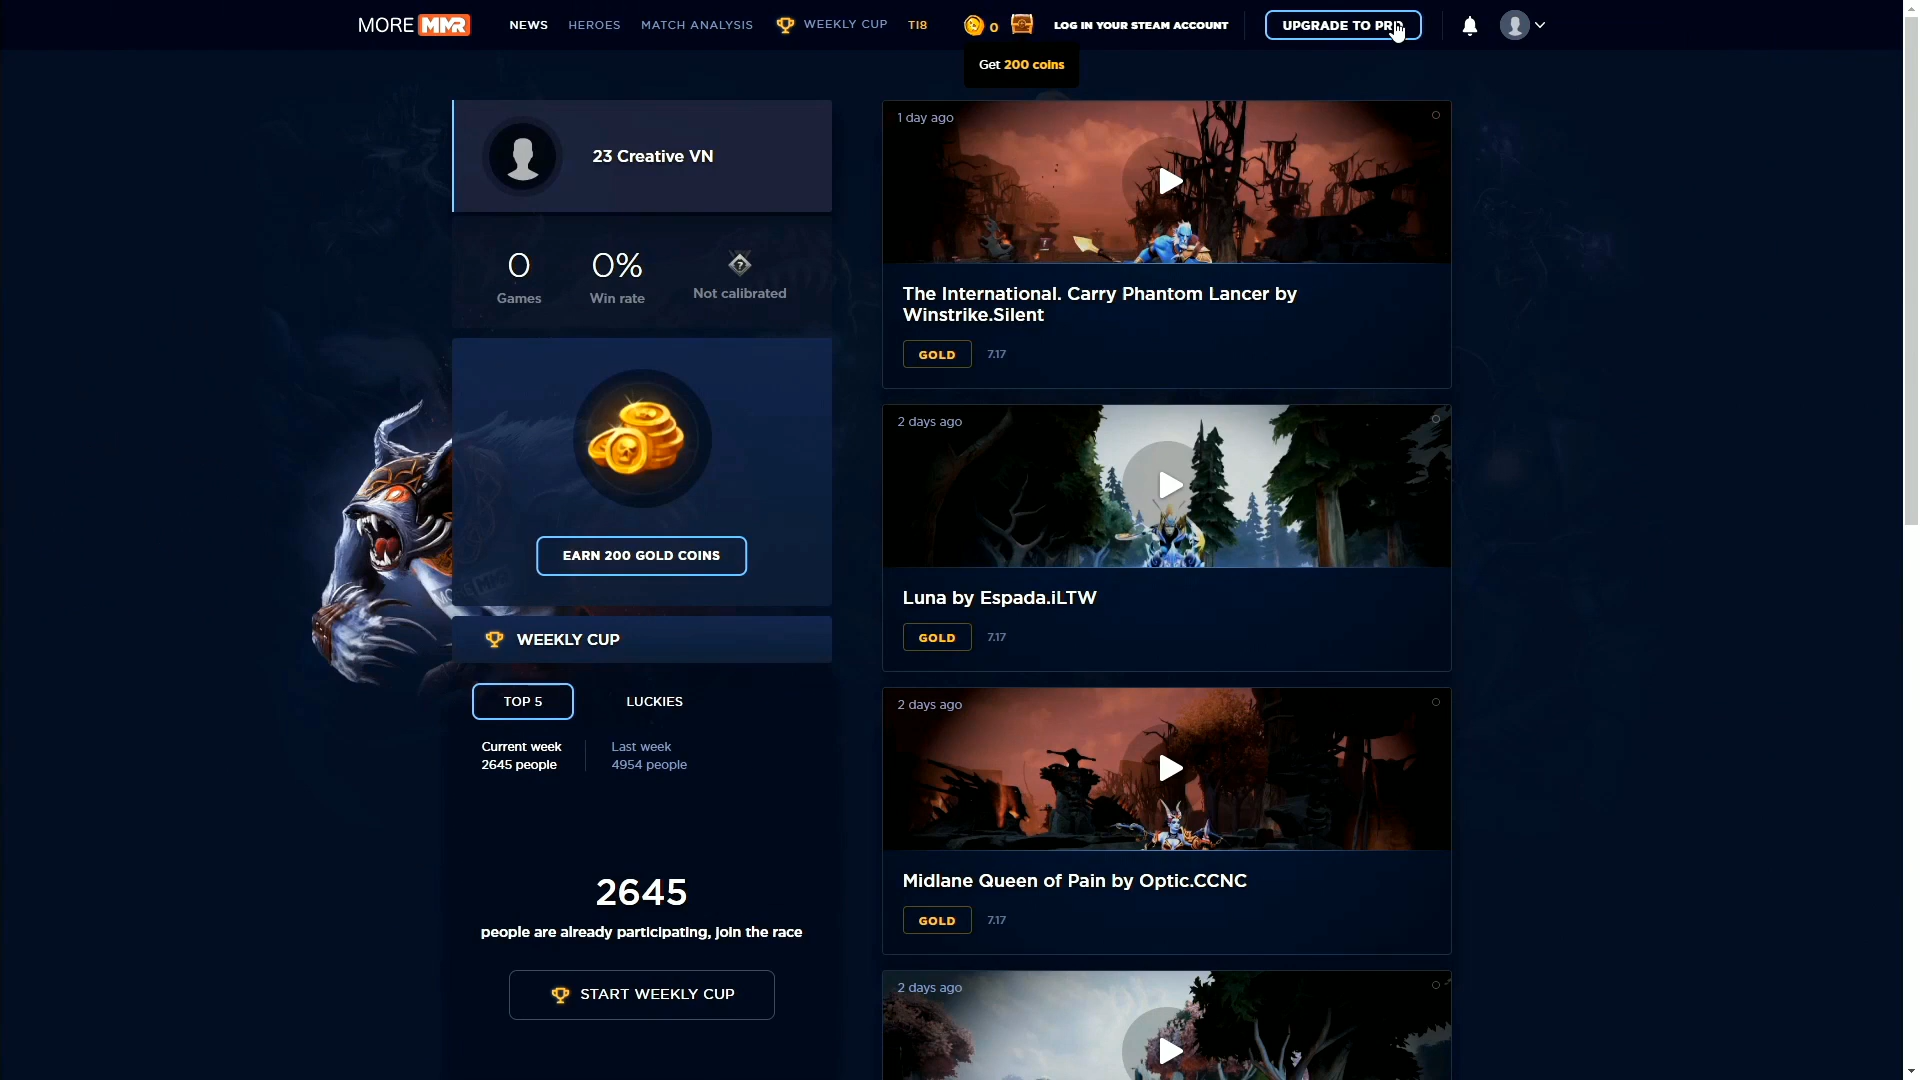 MORE MMR NEWS HEROES MATCH ANALYSIS WEEKLY CUP TI8 0 LOG IN YOUR STEAM ACCOUNT UPGRADE TO
Get 200 coins
23 Creative VN
0 0%
Games Win rate Not calibrated
EARN 200 GOLD COINS
WEEKLY CUP
TOP 5 LUCKIES
Current week Last week
2645 people 4954 people
2645
people are already participating, join the race
START WEEKLY CUP
1 day ago
The International. Carry Phantom Lancer by
Winstrike.Silent
GOLD 7.17
2 days ago
Luna by Espada.iLTW
GOLD 7.17
2 days ago
Midlane Queen of Pain by Optic.CCNC
GOLD 7.17
2 days ago